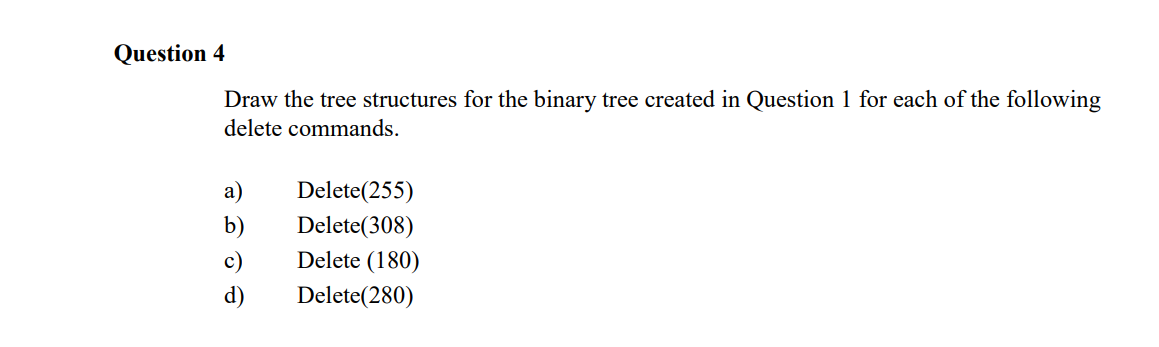 Question 4
Draw the tree structures for the binary tree created in Question 1 for each of the following
delete commands.
a) Delete(255)
b) Delete(308)
c) Delete (180)
d) Delete(280)